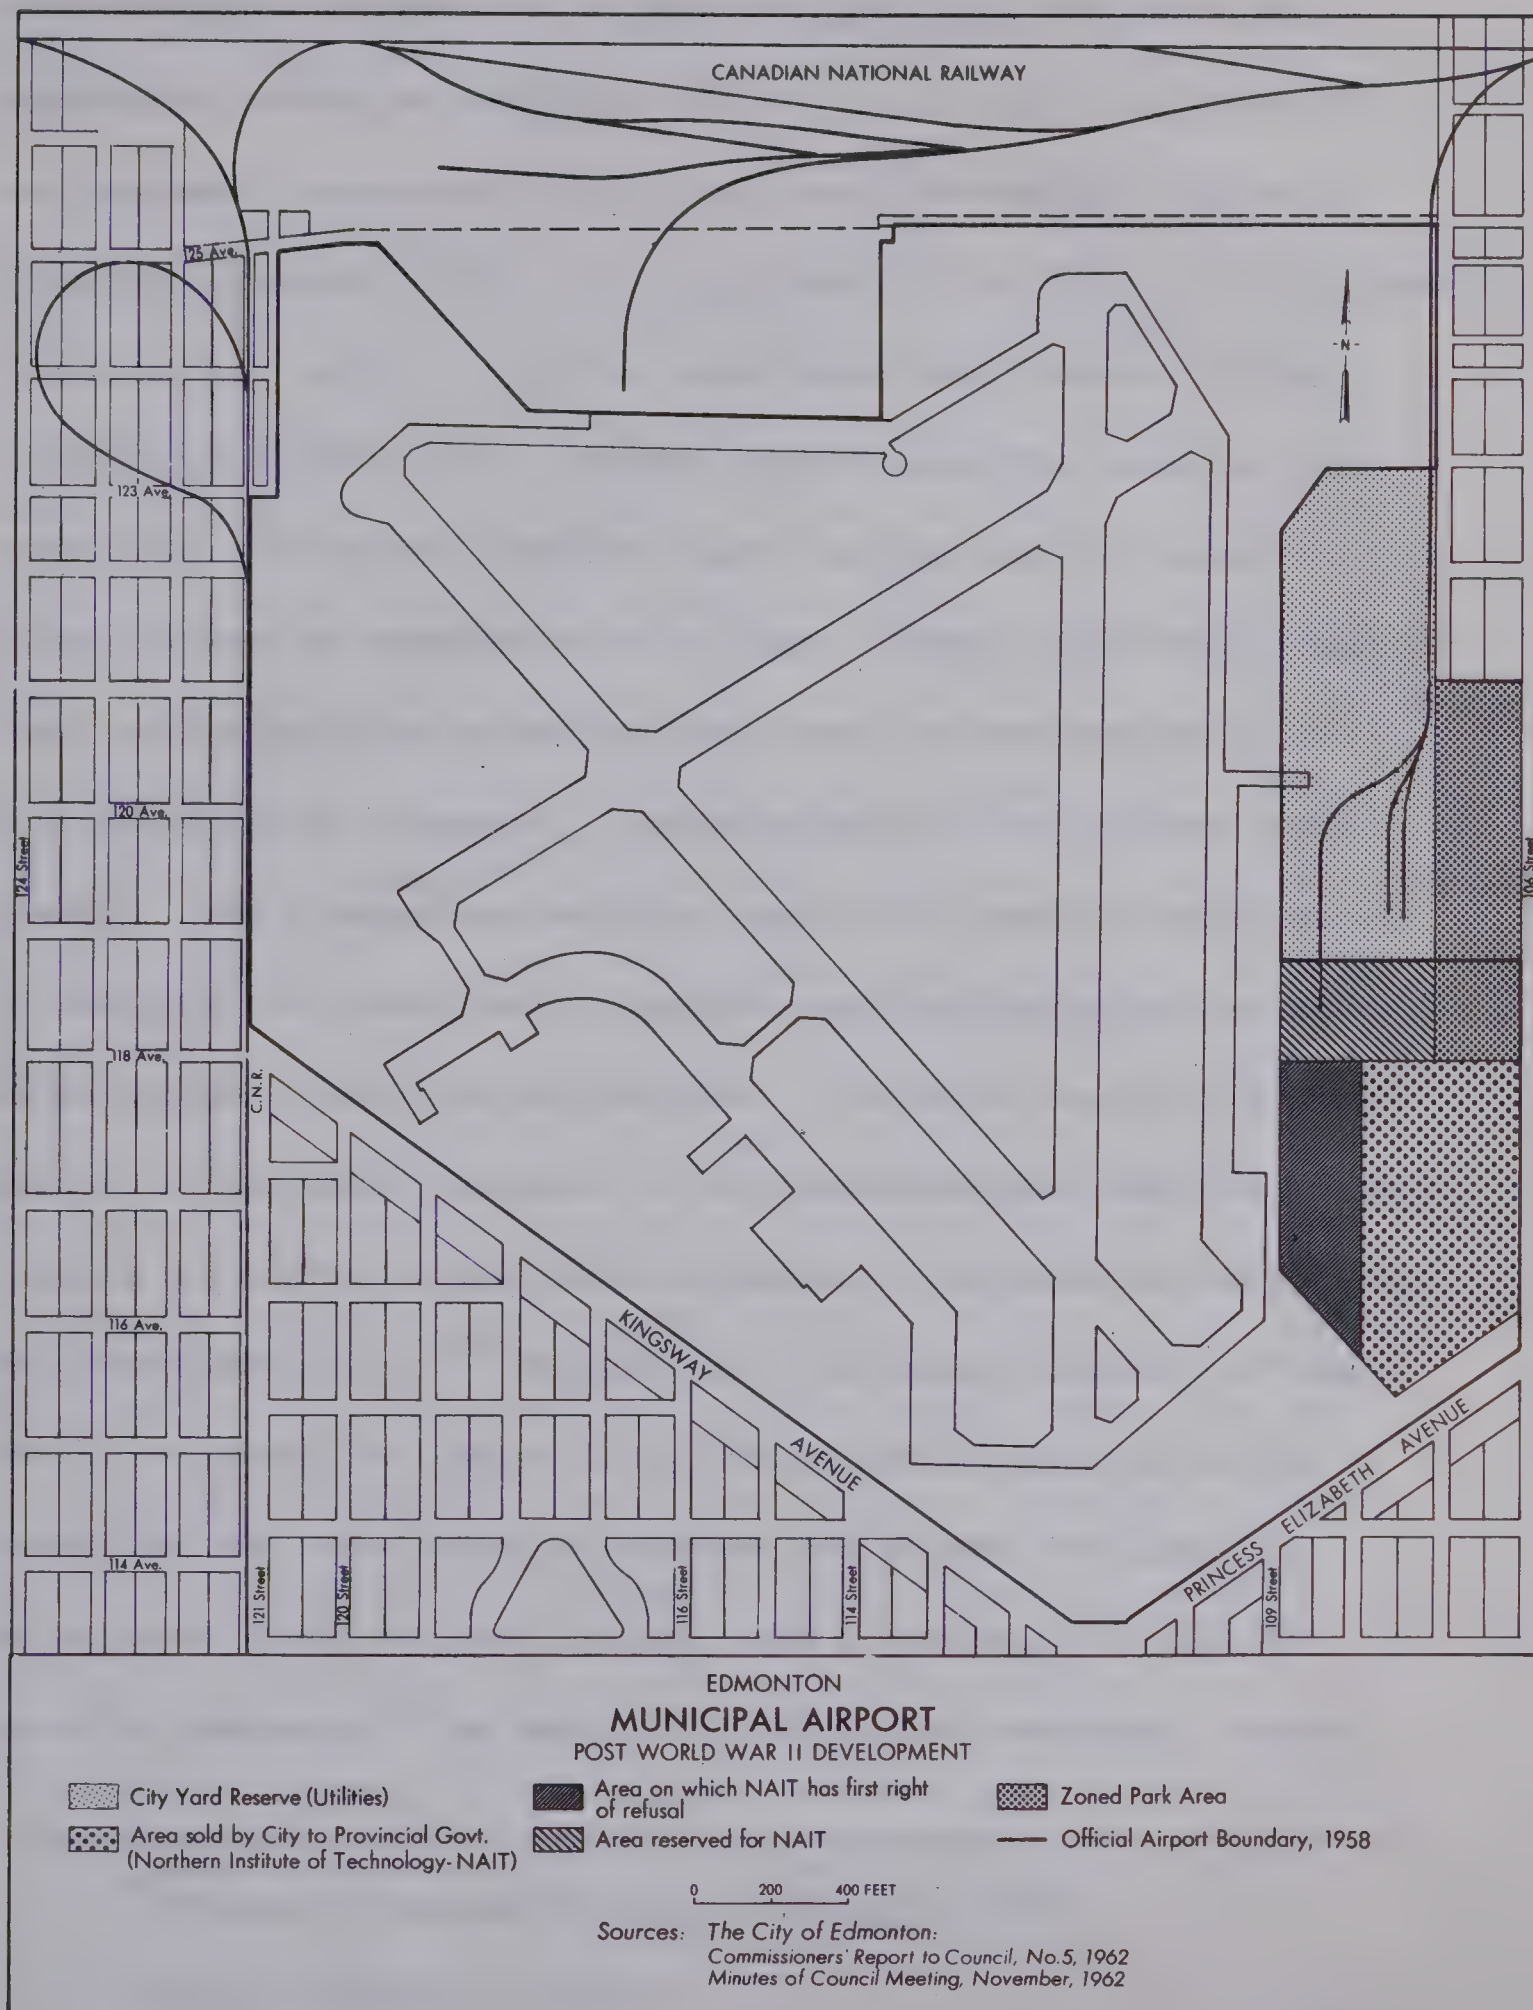 CANADIAN NATIONAL RAILWAY
125 Ave.
-N-
123 Ave.
120 Ave.
124 Street
106 Street
118 Ave.
C.N.R.
116 Ave.
KINGSWAY AVENUE
PRINCESS ELIZABETH AVENUE
114 Ave.
121 Street
120 Street
116 Street
114 Street
109 Street
EDMONTON
MUNICIPAL AIRPORT
POST WORLD WAR II DEVELOPMENT
City Yard Reserve (Utilities)
Area sold by City to Provincial Govt.
(Northern Institute of Technology-NAIT)
Area on which NAIT has first right
of refusal
Area reserved for NAIT
Zoned Park Area
Official Airport Boundary, 1958
0 200 400 FEET
Sources: The City of Edmonton:
Commissioners' Report to Council, No.5, 1962
Minutes of Council Meeting, November, 1962